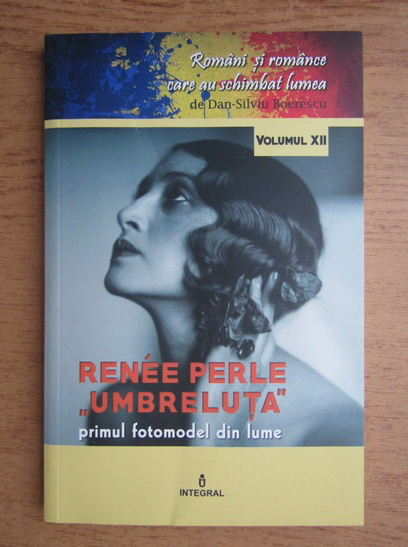 Români și românce
care au schimbat lumea
de Dan-Silviu Boerescu
VOLUMUL XII
RENÉE PERLE
„UMBRELUȚA”
primul fotomodel din lume
INTEGRAL